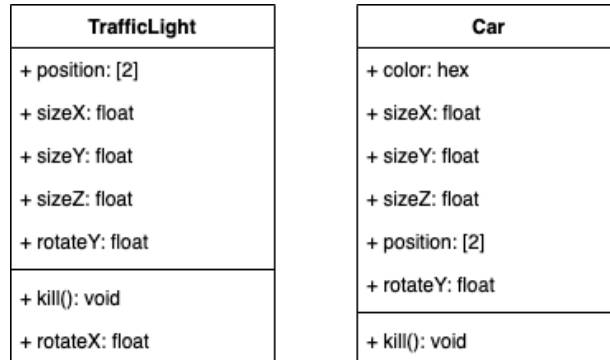 TrafficLight
+ position: [2]
+ sizeX: float
+ sizeY: float
+ sizeZ: float
+ rotateY: float
+ kill(): void
+ rotateX: float
Car
+ color: hex
+ sizeX: float
+ sizeY: float
+ sizeZ: float
+ position: [2]
+ rotateY: float
+ kill(): void